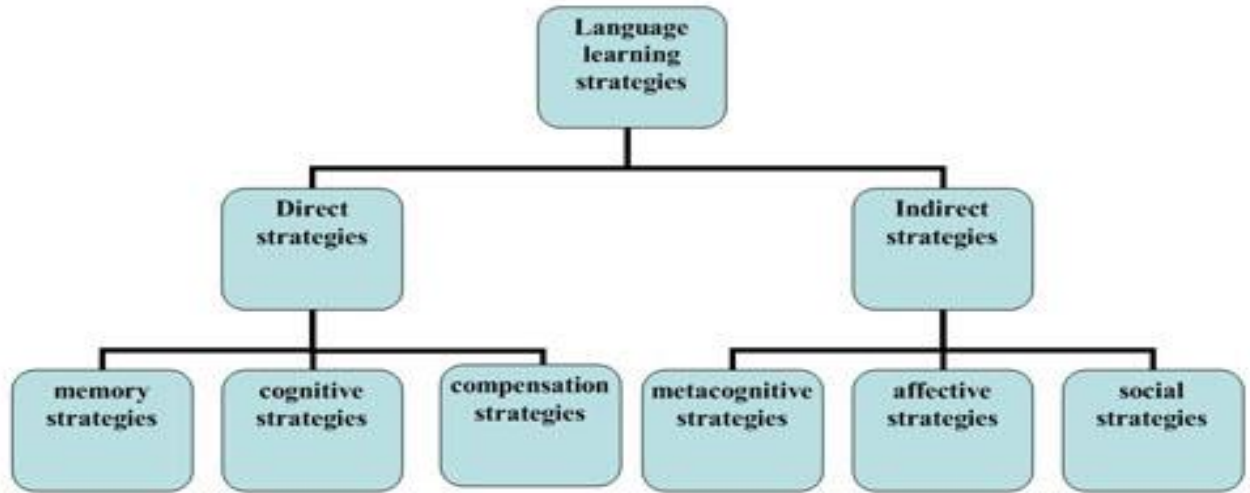 Language
learning
strategies
Direct
strategies
Indirect
strategies
memory
strategies
cognitive
strategies
compensation
strategies
metacognitive
strategies
affective
strategies
social
strategies